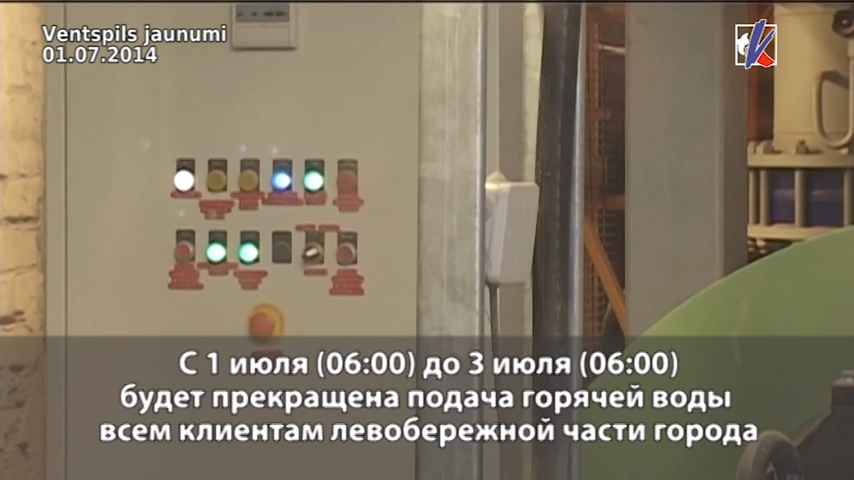 Ventspils jaunumi
01.07.2014
С 1 июля (06:00) до 3 июля (06:00)
будет прекращена подача горячей воды
всем клиентам левобережной части города